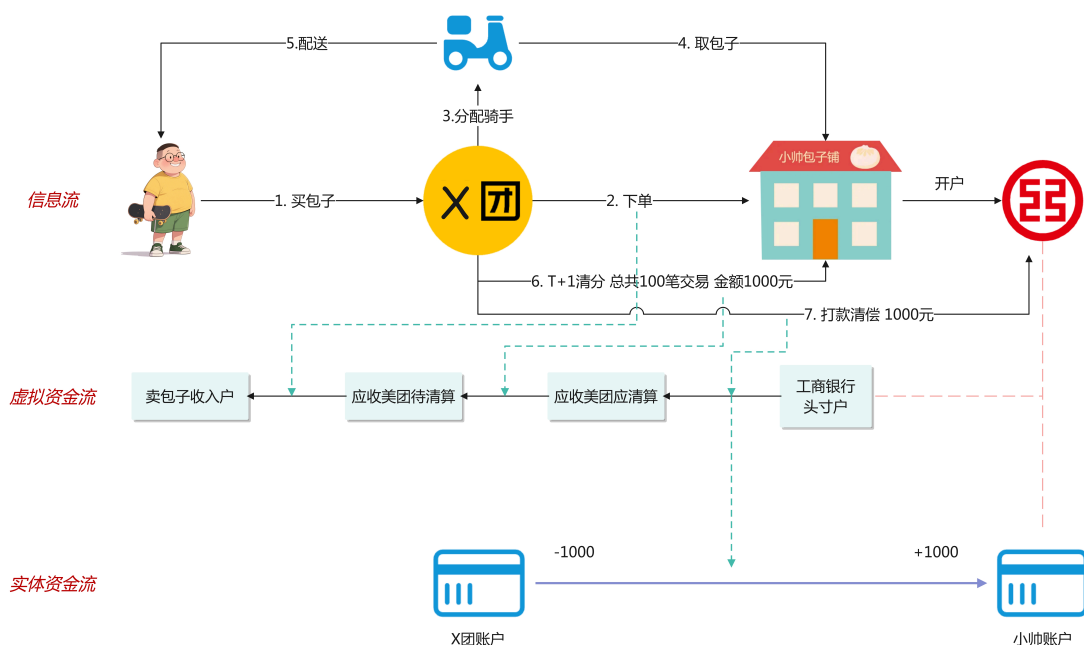 5.配送
4. 取包子
3.分配骑手
小帅包子铺
信息流
1. 买包子
X团
2. 下单
开户
6. T+1清分 总共100笔交易 金额1000元
7. 打款清偿 1000元
虚拟资金流
卖包子收入户
应收美团待清算
应收美团应清算
工商银行
头寸户
-1000
+1000
实体资金流
X团账户
小帅账户